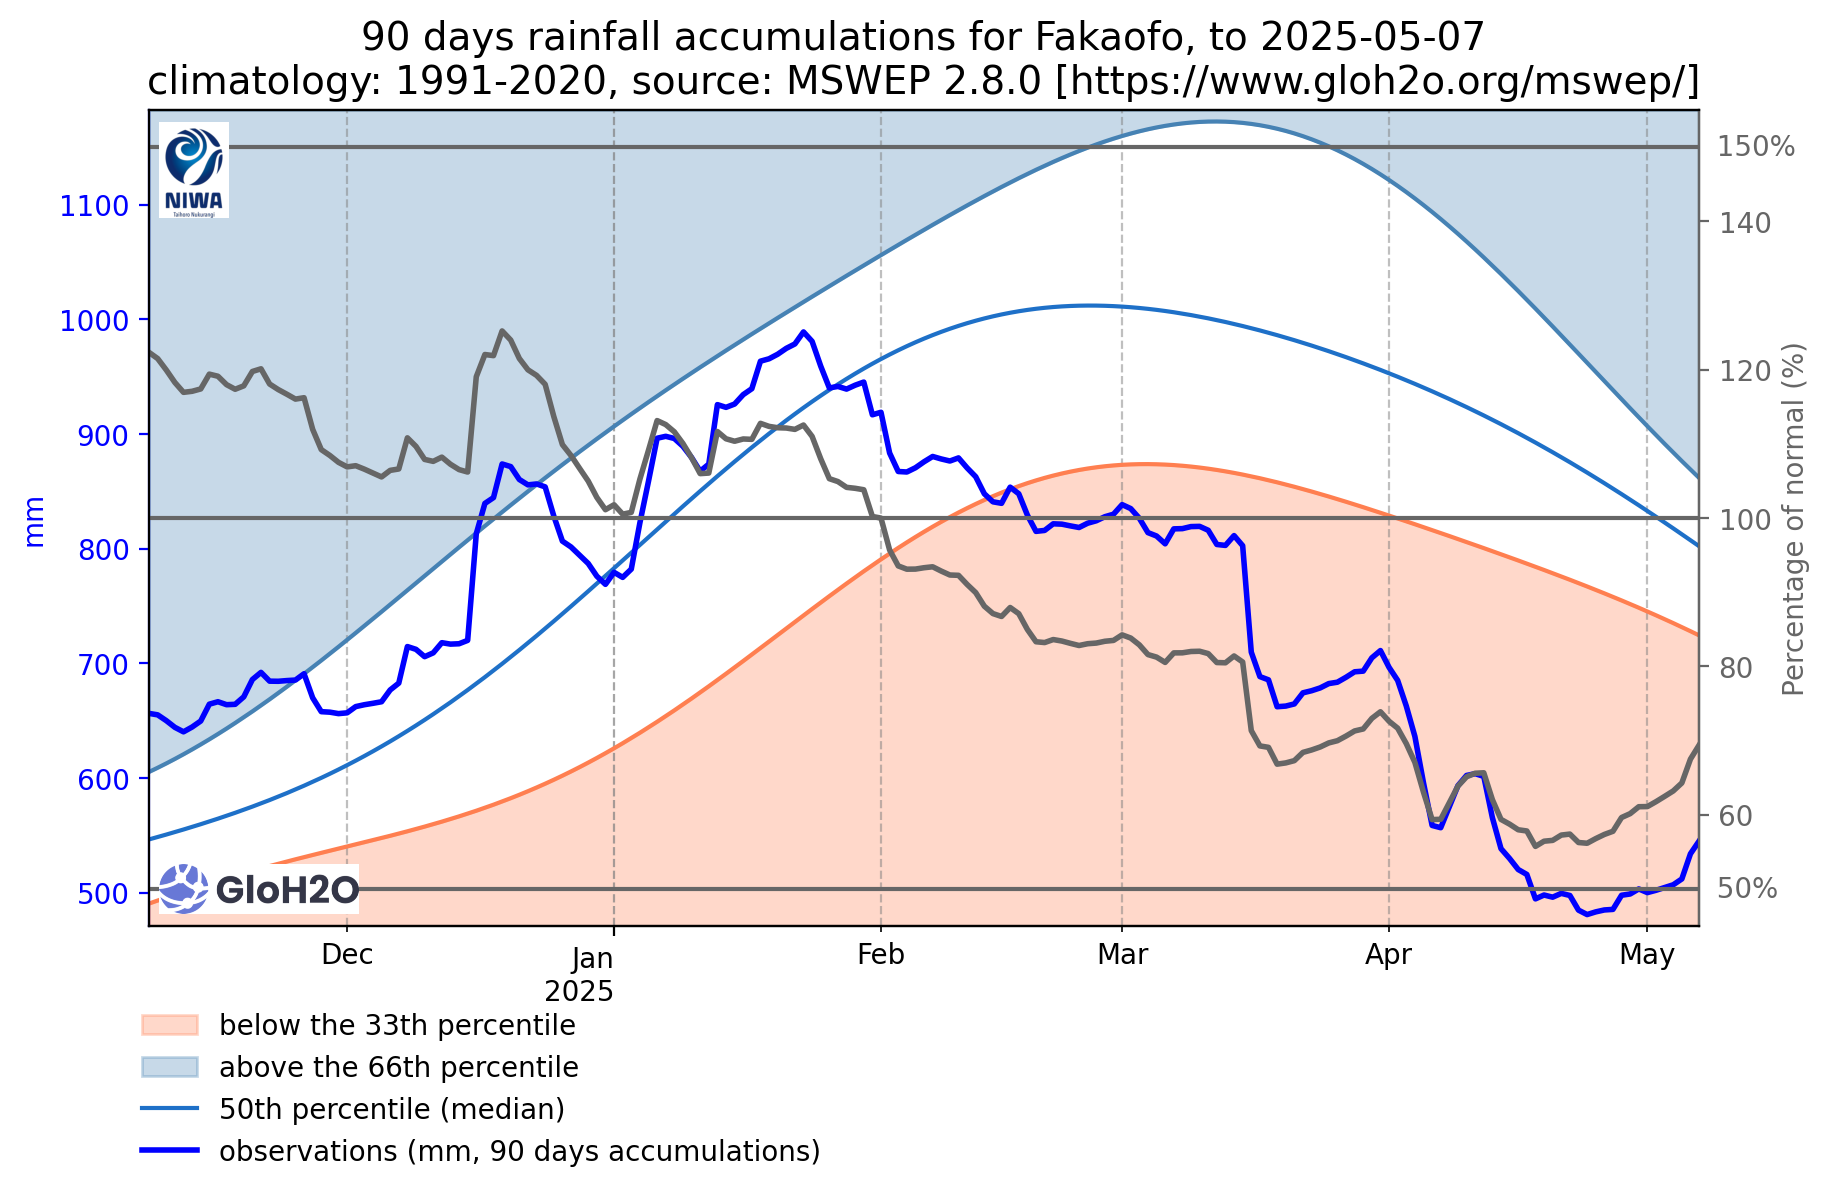 90 days rainfall accumulations for Fakaofo, to 2025-05-07
climatology: 1991-2020, source: MSWEP 2.8.0 [https://www.gloh2o.org/mswep/]
NIWA
Taihoro Nukurangi
1100
1000
900
800
700
600
500
mm
150%
140
120
100
80
60
50%
Percentage of normal (%)
GloH2O
Dec
Jan
2025
Feb
Mar
Apr
May
below the 33th percentile
above the 66th percentile
50th percentile (median)
observations (mm, 90 days accumulations)